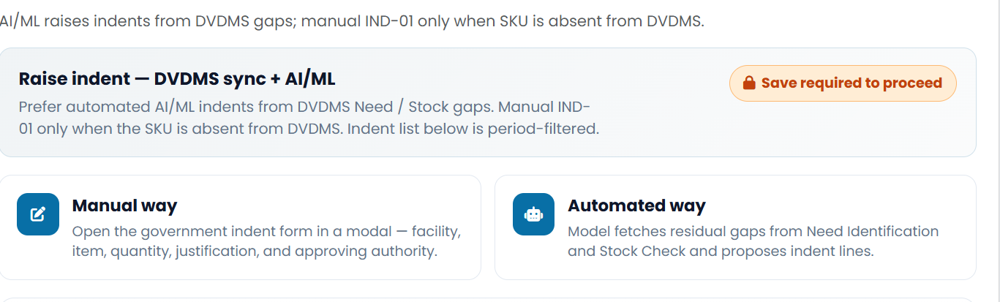 AI/ML raises indents from DVDMS gaps; manual IND-01 only when SKU is absent from DVDMS.
Raise indent — DVDMS sync + AI/ML
Save required to proceed
Prefer automated AI/ML indents from DVDMS Need / Stock gaps. Manual IND-
01 only when the SKU is absent from DVDMS. Indent list below is period-filtered.
Manual way
Open the government indent form in a modal — facility,
item, quantity, justification, and approving authority.
Automated way
Model fetches residual gaps from Need Identification
and Stock Check and proposes indent lines.